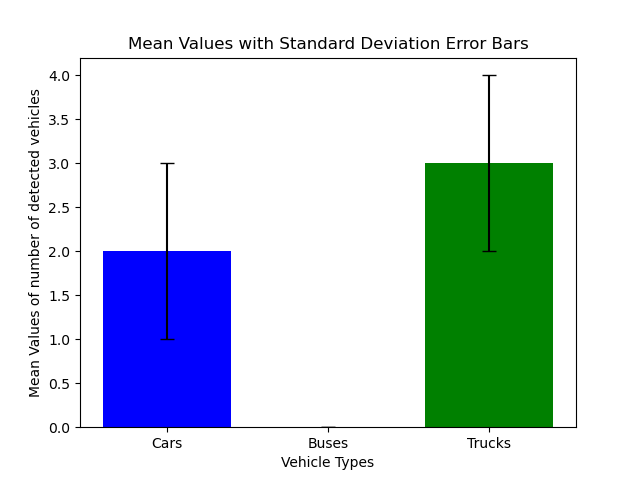 Mean Values with Standard Deviation Error Bars
Mean Values of number of detected vehicles
4.0
3.5
3.0
2.5
2.0
1.5
1.0
0.5
0.0
Cars
Buses
Trucks
Vehicle Types